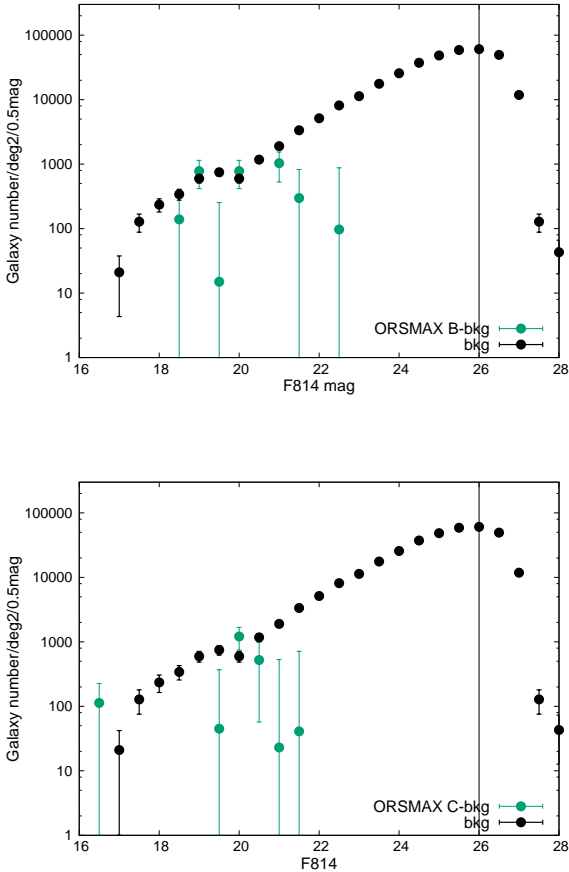 100000
10000
1000
100
10
1
Galaxy number/deg2/0.5mag
ORSMAX B-bkg
bkg
16 18 20 22 24 26 28
F814 mag
100000
10000
1000
100
10
1
Galaxy number/deg2/0.5mag
ORSMAX C-bkg
bkg
16 18 20 22 24 26 28
F814